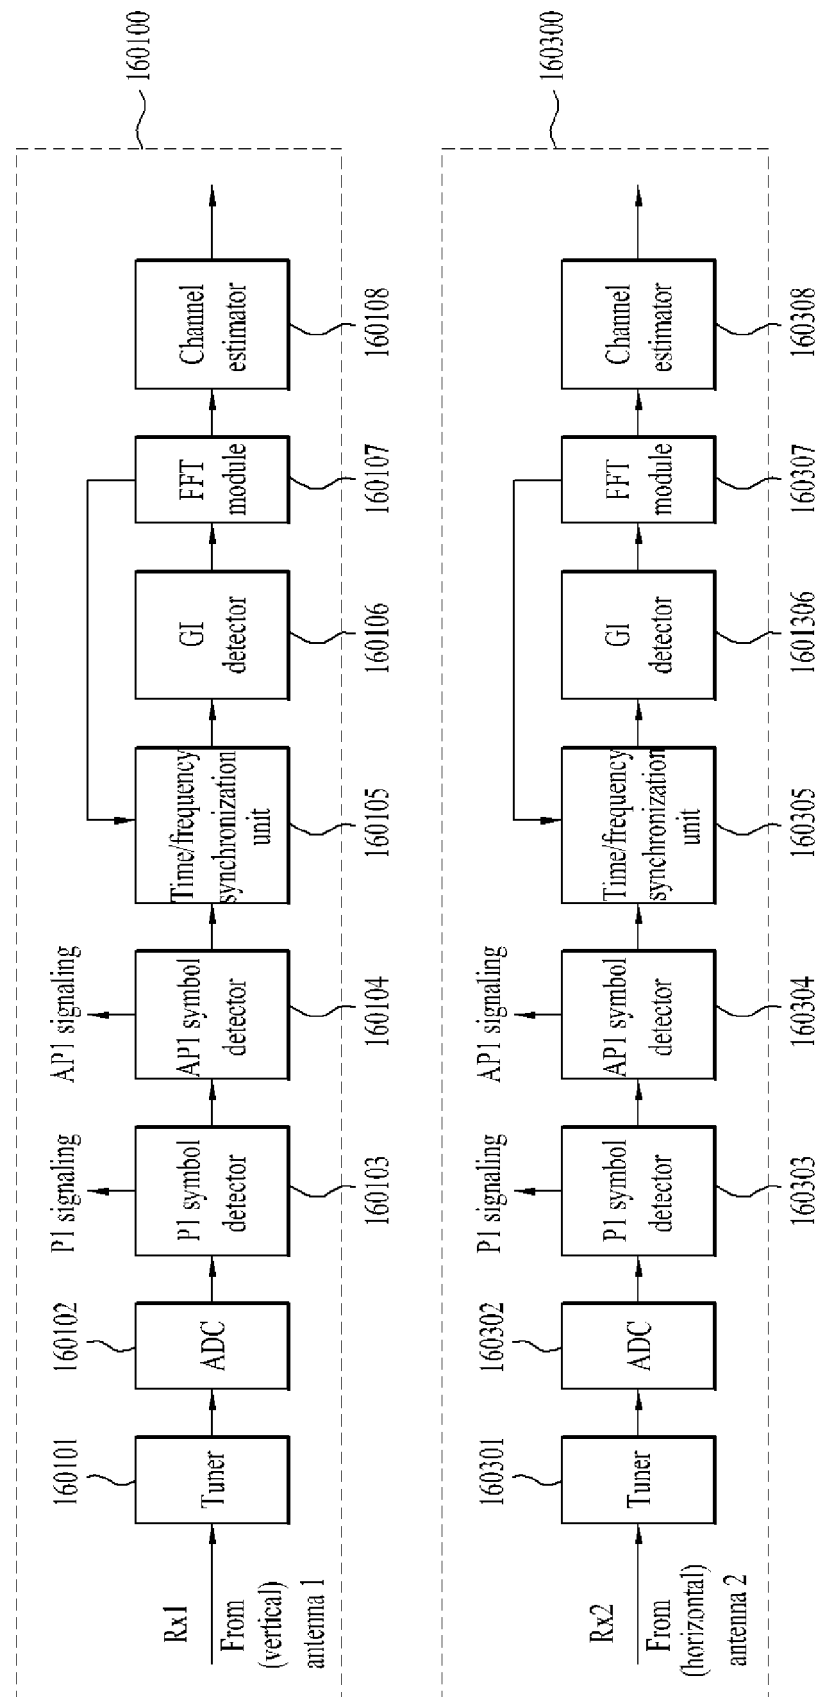 160100
Rx1
From
(vertical)
antenna 1
Tuner
160101
ADC
160102
P1 symbol
detector
160103
P1 signaling
AP1 symbol
detector
160104
AP1 signaling
Time/frequency
synchronization
unit
160105
GI
detector
160106
FFT
module
160107
Channel
estimator
160108
160300
Rx2
From
(horizontal)
antenna 2
Tuner
160301
ADC
160302
P1 symbol
detector
160303
P1 signaling
AP1 symbol
detector
160304
AP1 signaling
Time/frequency
synchronization
unit
160305
GI
detector
1601306
FFT
module
160307
Channel
estimator
160308